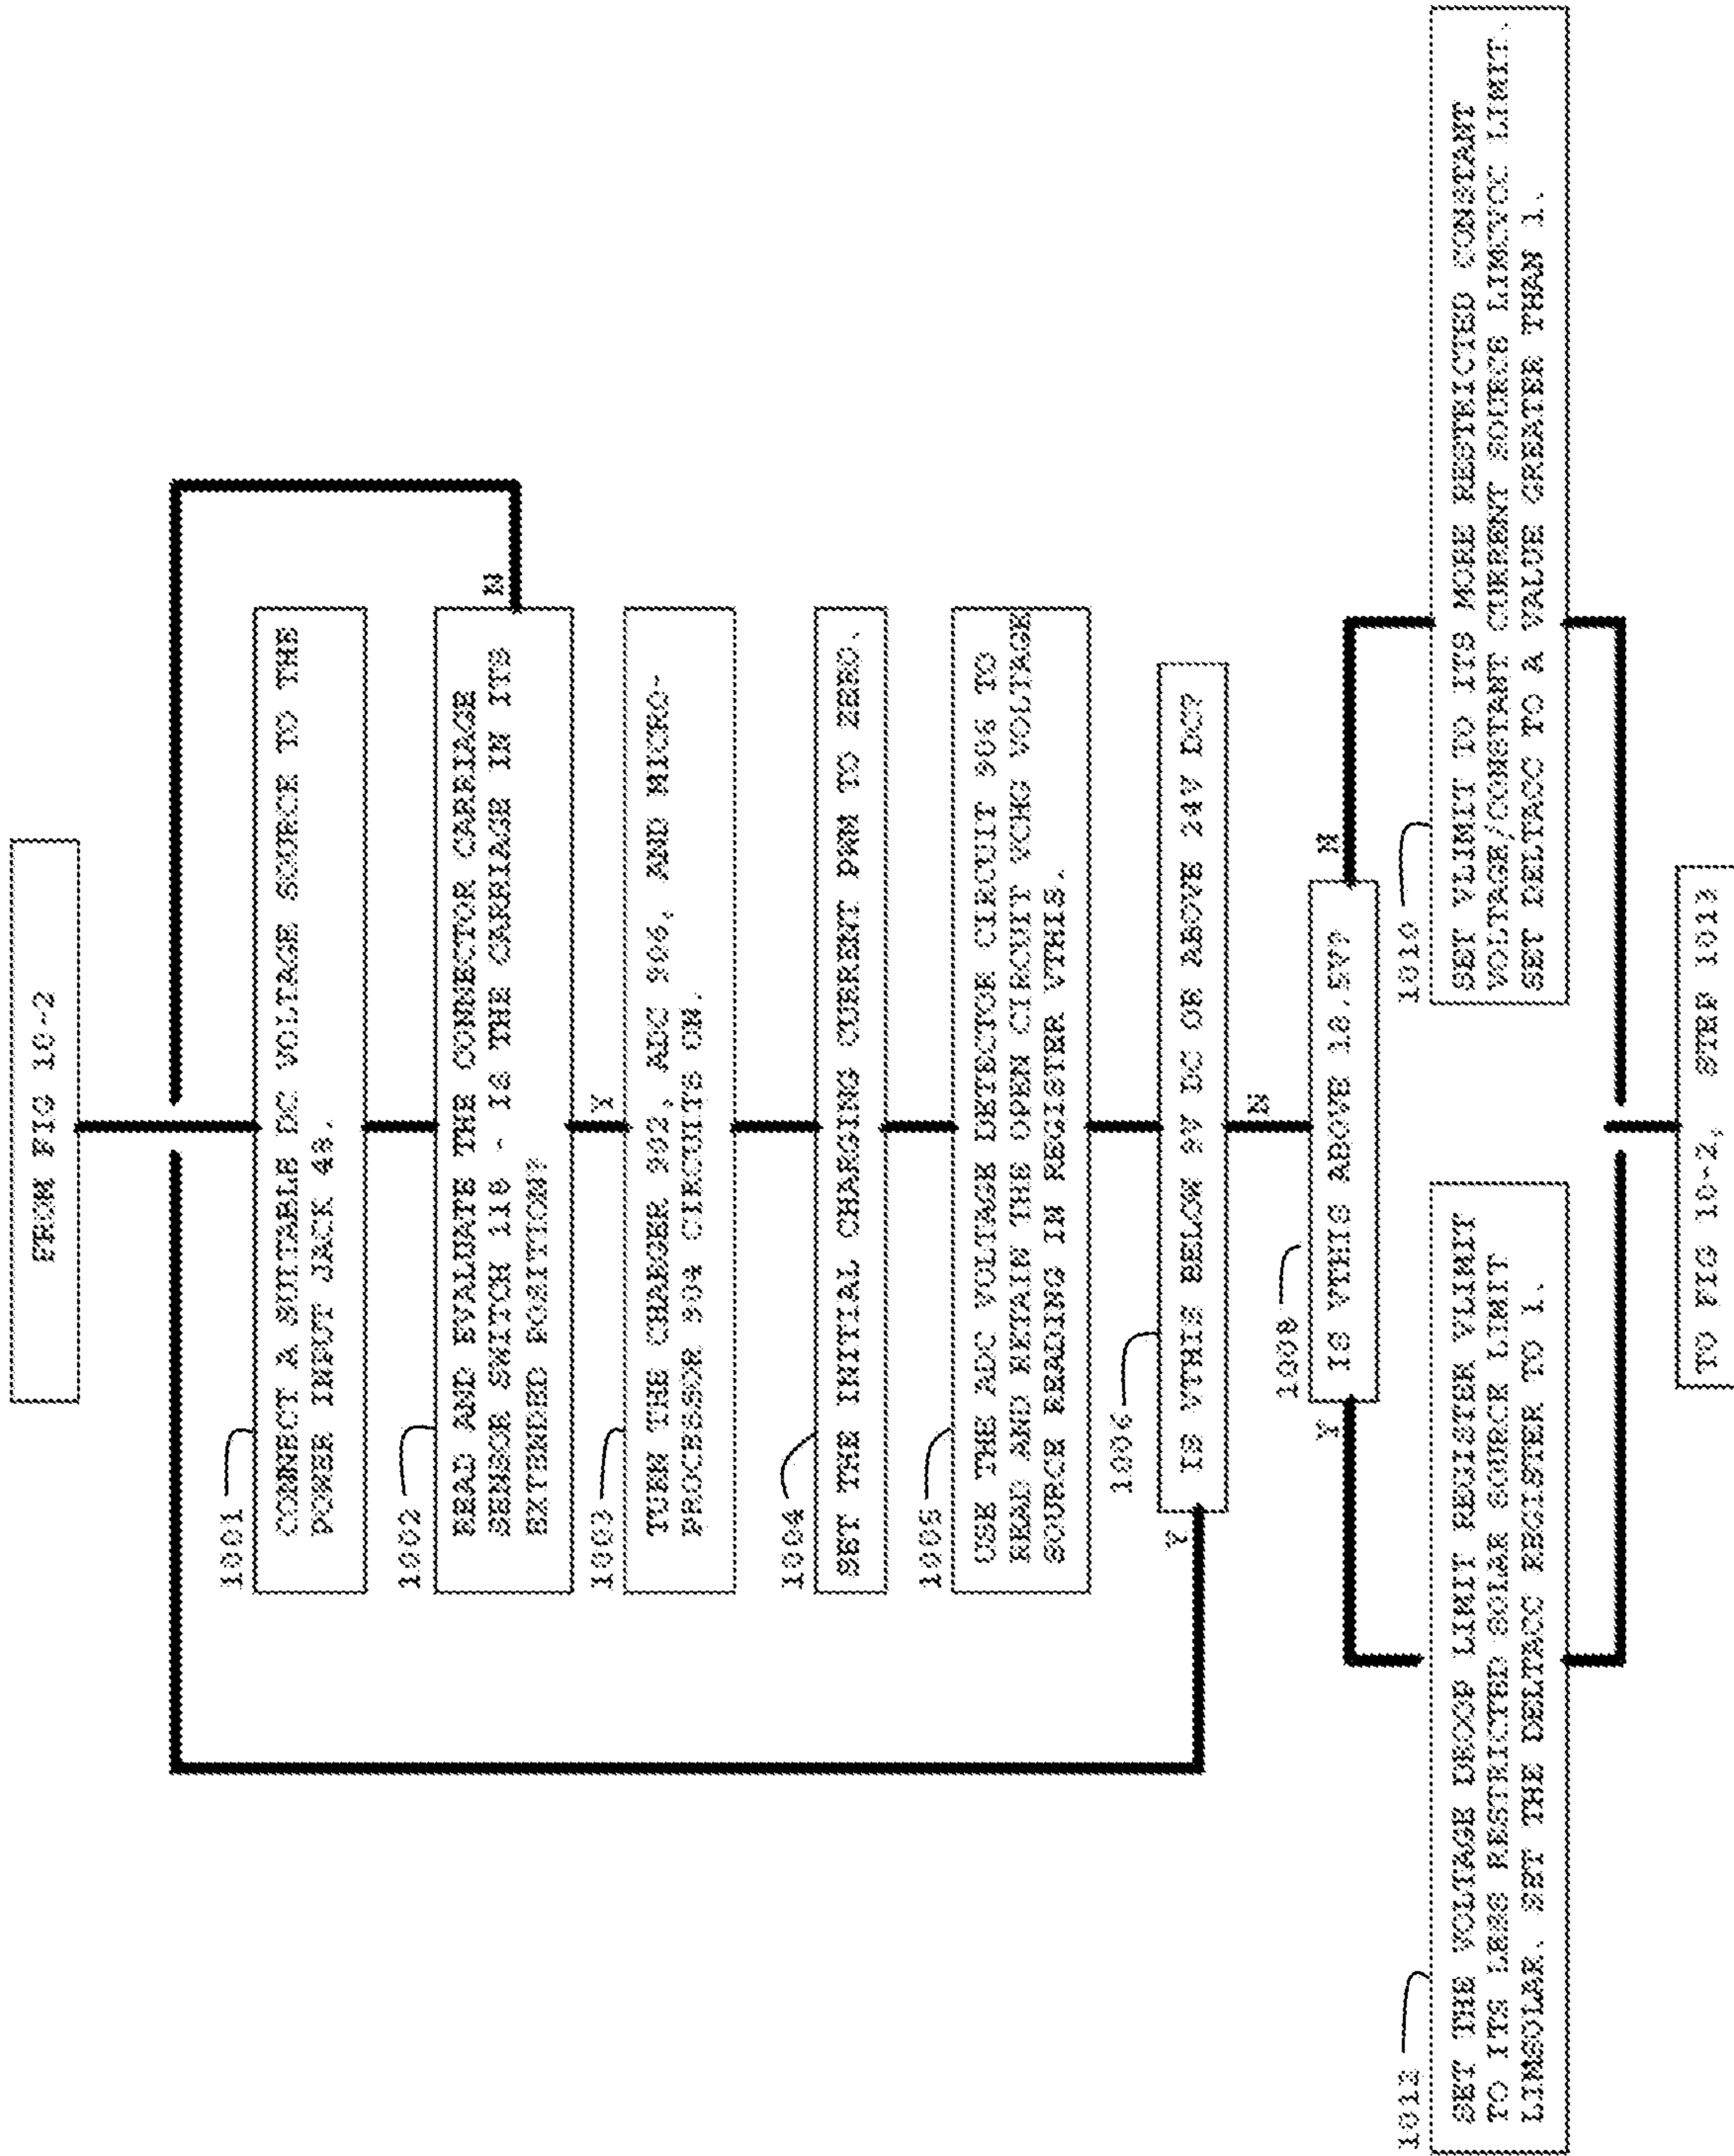 FROM FIG 10-2
1001
CONNECT A SUITABLE DC VOLTAGE SOURCE TO THE
POWER INPUT JACK 48.
1002
READ AND EVALUATE THE CONNECTOR CARRIAGE
SENSOR SWITCH 118 - IS THE CARRIAGE IN ITS
EXTENDED POSITION?
N
Y
1003
TURN THE CHARGER 902, ADC 906, AND MICRO-
PROCESSOR 904 CIRCUITS ON.
1004
SET THE INITIAL CHARGING CURRENT PWM TO ZERO.
1005
USE THE ADC VOLTAGE DETECTOR CIRCUIT 906 TO
READ AND RETAIN THE OPEN CIRCUIT VCHG VOLTAGE
SOURCE READING IN REGISTER VTHIS.
1006
IS VTHIS BELOW 9V DC OR ABOVE 24V DC?
Y
N
1008
IS VTHIS ABOVE 18.5V?
Y
N
1012
SET THE VOLTAGE DROOP LIMIT REGISTER VLIMIT
TO ITS LESS RESTRICTED SOLAR SOURCE LIMIT
LIMSOLAR. SET THE DELTACC REGISTER TO 1.
1010
SET VLIMIT TO ITS MORE RESTRICTED CONSTANT
VOLTAGE/CONSTANT CURRENT SOURCE LIMCVCC LIMIT.
SET DELTACC TO A VALUE GREATER THAN 1.
TO FIG 10-2, STEP 1013